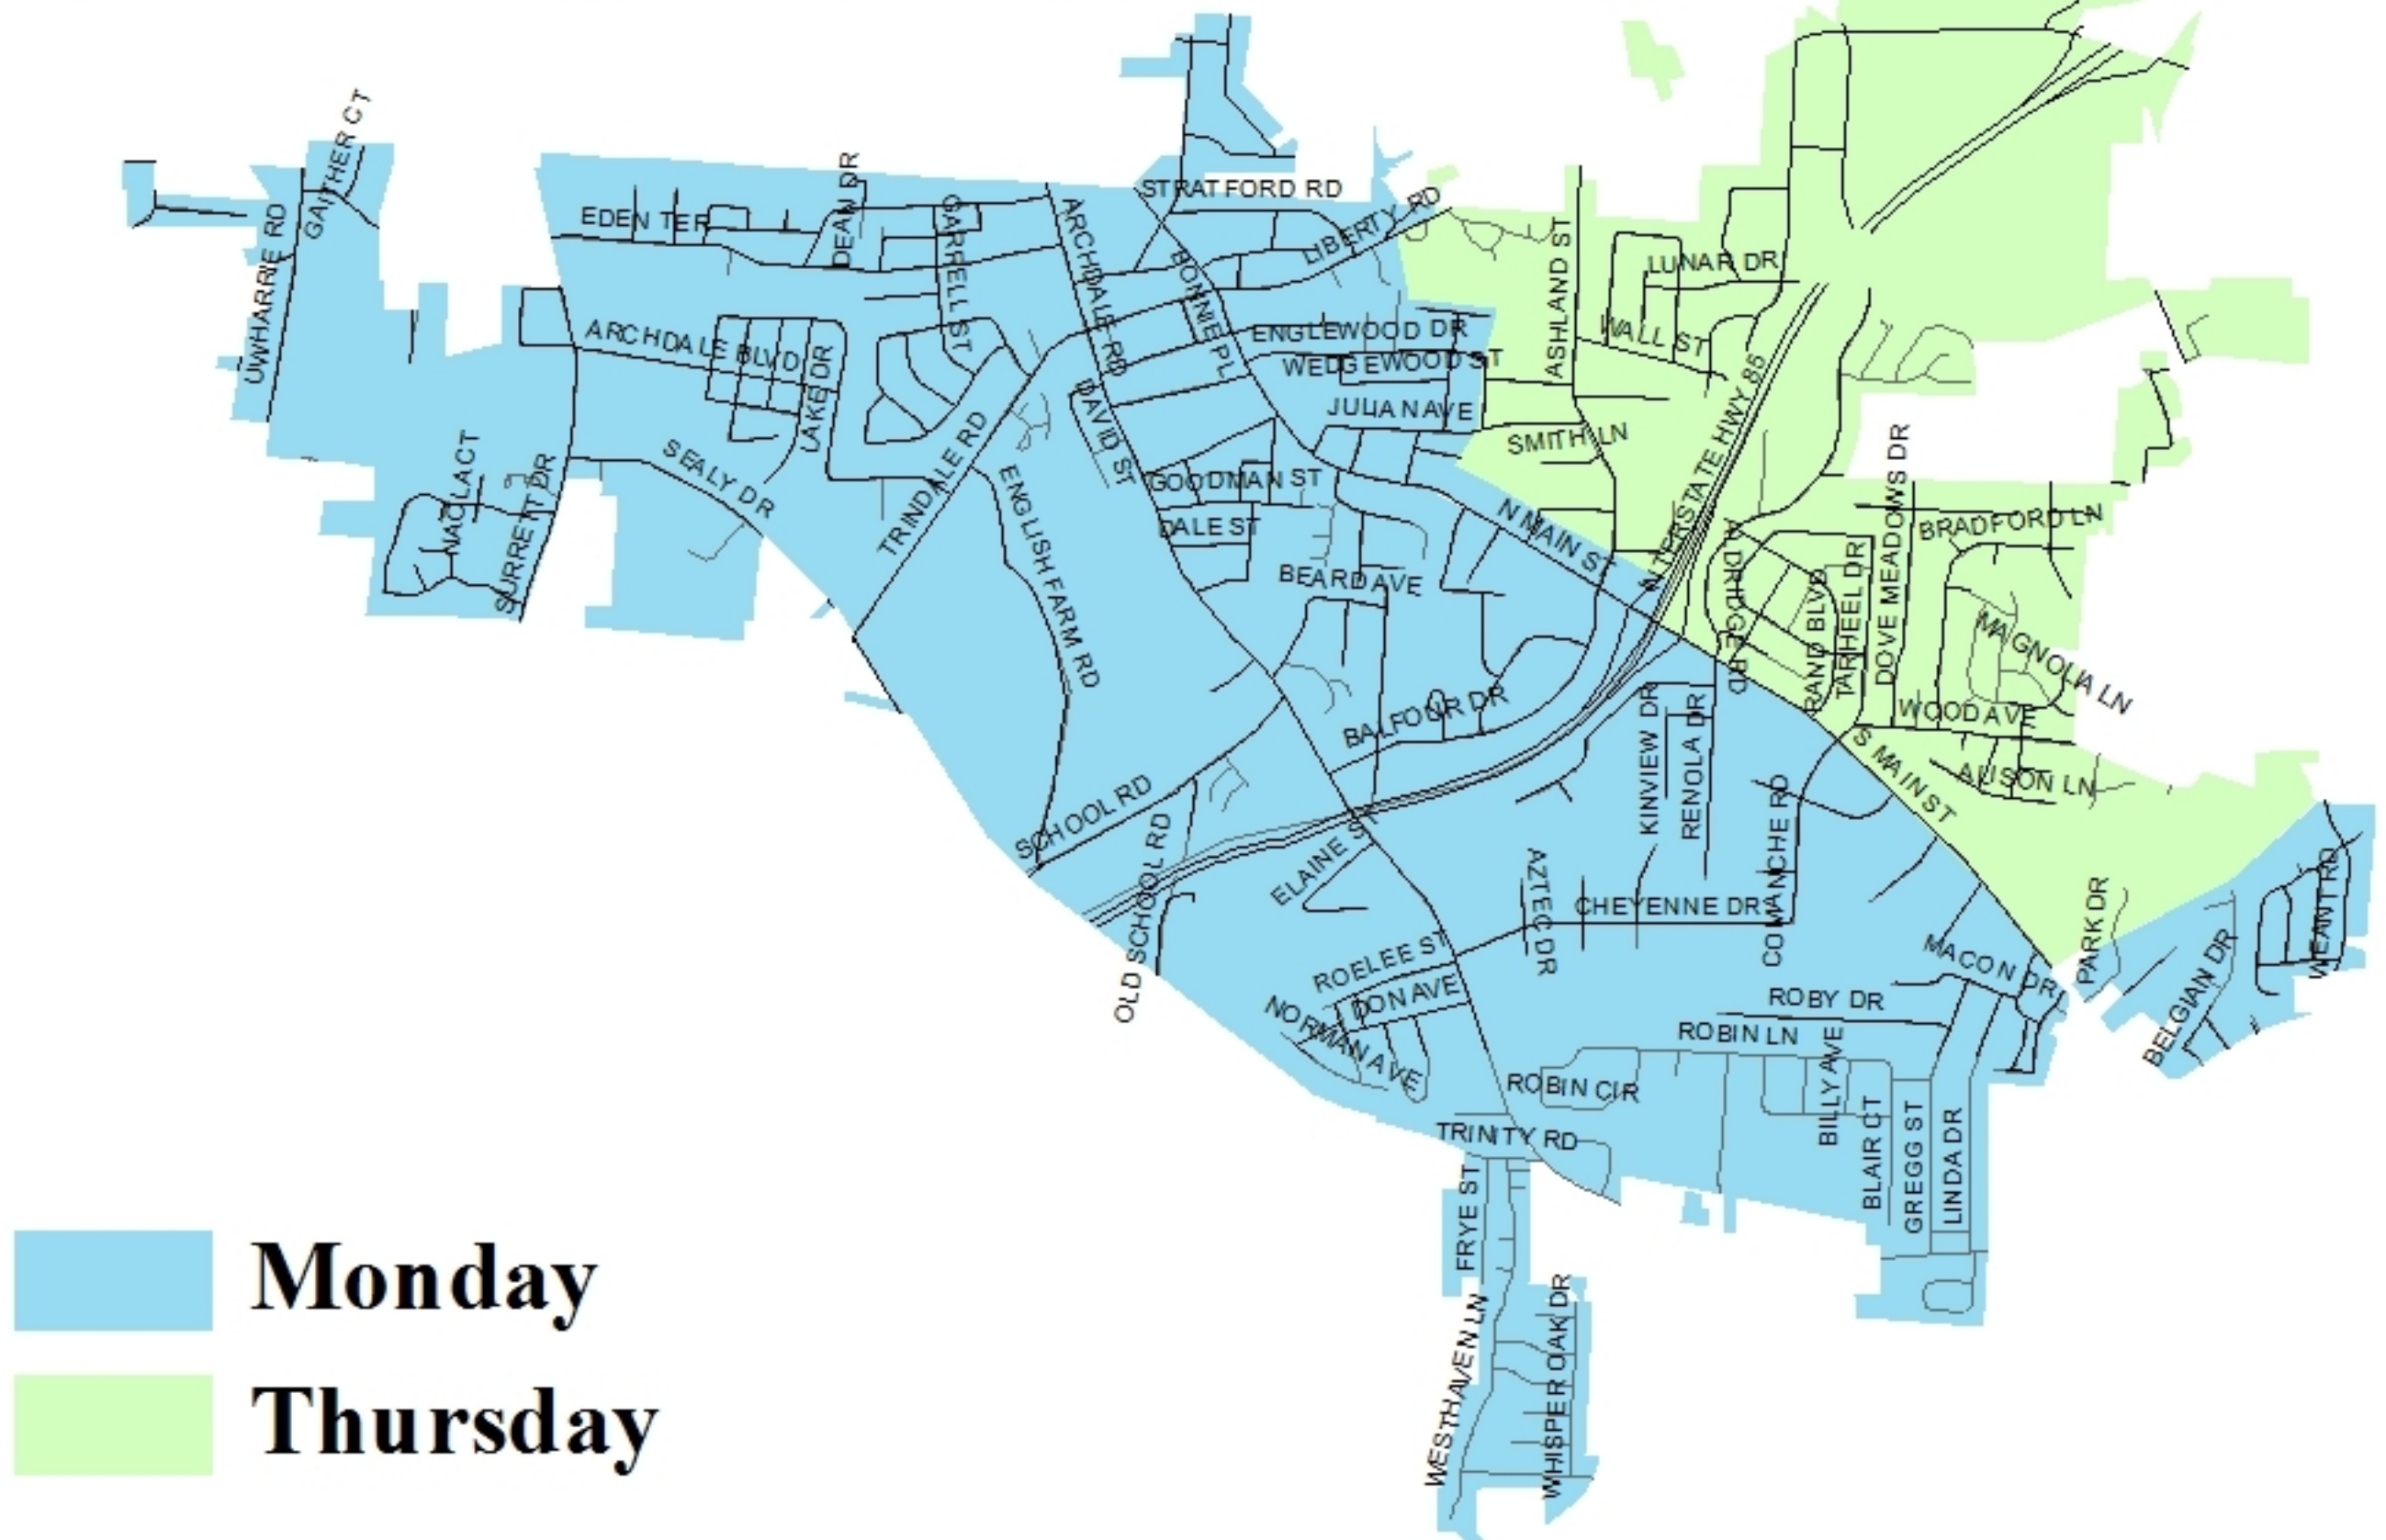 GAITHER CT
UWHARRIE RD
EDEN TER
DEAN DR
GARRELL ST
ARCHDALE RD
STRATFORD RD
LIBERTY RD
BONNIE PL
ENGLEWOOD DR
WEDGEWOOD ST
JULIAN AVE
ASHLAND ST
LUNAR DR
WALL ST
SMITH LN
INTERSTATE HWY 85
ARCHDALE BLVD
LAKE DR
DAVID ST
TRINDALE RD
SEALY DR
NAOLA CT
SURRETT DR
ENGLISH FARM RD
GOODMAN ST
DALE ST
BEARD AVE
N MAIN ST
ALDRIDGE RD
RAND BLVD
TARHEEL DR
DOVE MEADOWS DR
BRADFORD LN
MAGNOLIA LN
WOOD AVE
ALISON LN
S MAIN ST
BALFOUR DR
KINVIEW DR
RENOLA DR
COMANCHE RD
SCHOOL RD
OLD SCHOOL RD
ELAINE ST
AZTEC DR
CHEYENNE DR
ROELEE ST
DON AVE
NORMAN AVE
MACON DR
PARK DR
BELGIAN DR
WEANT RD
ROBY DR
ROBIN LN
ROBIN CIR
BILLY AVE
BLAIR CT
GREGG ST
LINDA DR
TRINITY RD
FRYE ST
WESTHAVEN LN
WHISPER OAK DR
Monday
Thursday